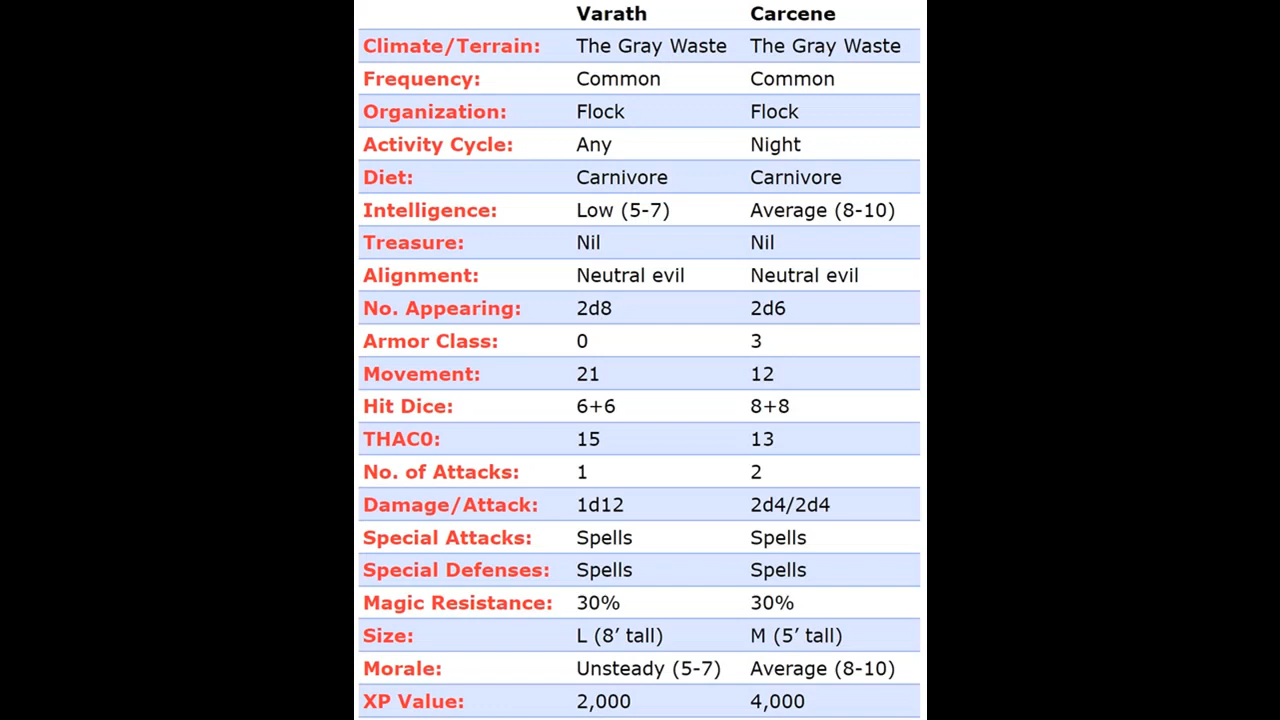 Varath Carcene
Climate/Terrain: The Gray Waste The Gray Waste
Frequency: Common Common
Organization: Flock Flock
Activity Cycle: Any Night
Diet: Carnivore Carnivore
Intelligence: Low (5-7) Average (8-10)
Treasure: Nil Nil
Alignment: Neutral evil Neutral evil
No. Appearing: 2d8 2d6
Armor Class: 0 3
Movement: 21 12
Hit Dice: 6+6 8+8
THAC0: 15 13
No. of Attacks: 1 2
Damage/Attack: 1d12 2d4/2d4
Special Attacks: Spells Spells
Special Defenses: Spells Spells
Magic Resistance: 30% 30%
Size: L (8’ tall) M (5’ tall)
Morale: Unsteady (5-7) Average (8-10)
XP Value: 2,000 4,000